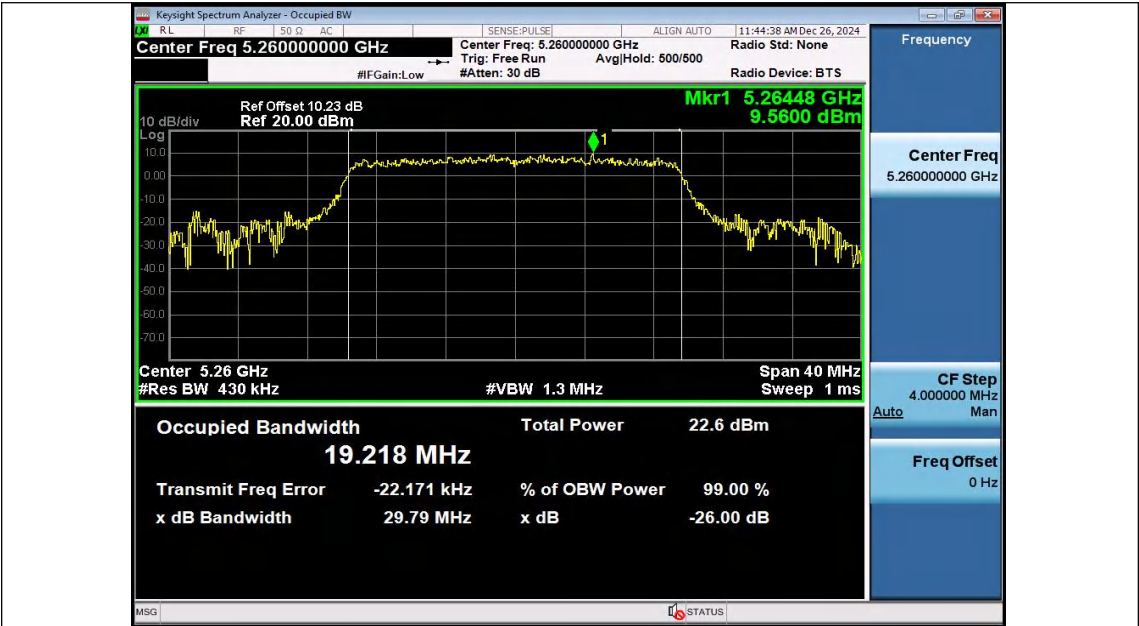 Keysight Spectrum Analyzer - Occupied BW
LXI RL RF 50 Ω AC SENSE:PULSE ALIGN AUTO 11:44:38 AM Dec 26, 2024
Center Freq 5.260000000 GHz
Center Freq: 5.260000000 GHz Radio Std: None
Trig: Free Run Avg|Hold: 500/500
#IFGain:Low #Atten: 30 dB Radio Device: BTS
Mkr1 5.26448 GHz
9.5600 dBm
Ref Offset 10.23 dB
10 dB/div Ref 20.00 dBm
Log
1
10.0
0.00
-10.0
-20.0
-30.0
-40.0
-50.0
-60.0
-70.0
Center 5.26 GHz Span 40 MHz
#Res BW 430 kHz #VBW 1.3 MHz Sweep 1 ms
Occupied Bandwidth Total Power 22.6 dBm
19.218 MHz
Transmit Freq Error -22.171 kHz % of OBW Power 99.00 %
x dB Bandwidth 29.79 MHz x dB -26.00 dB
MSG STATUS
Frequency
Center Freq
5.260000000 GHz
CF Step
4.000000 MHz
Auto Man
Freq Offset
0 Hz